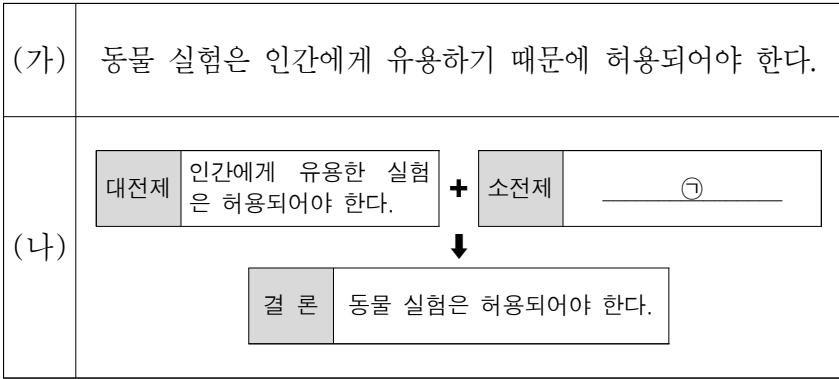 (가)
동물 실험은 인간에게 유용하기 때문에 허용되어야 한다.
(나)
대전제
인간에게 유용한 실험
은 허용되어야 한다.
+
소전제
㉠
결 론
동물 실험은 허용되어야 한다.